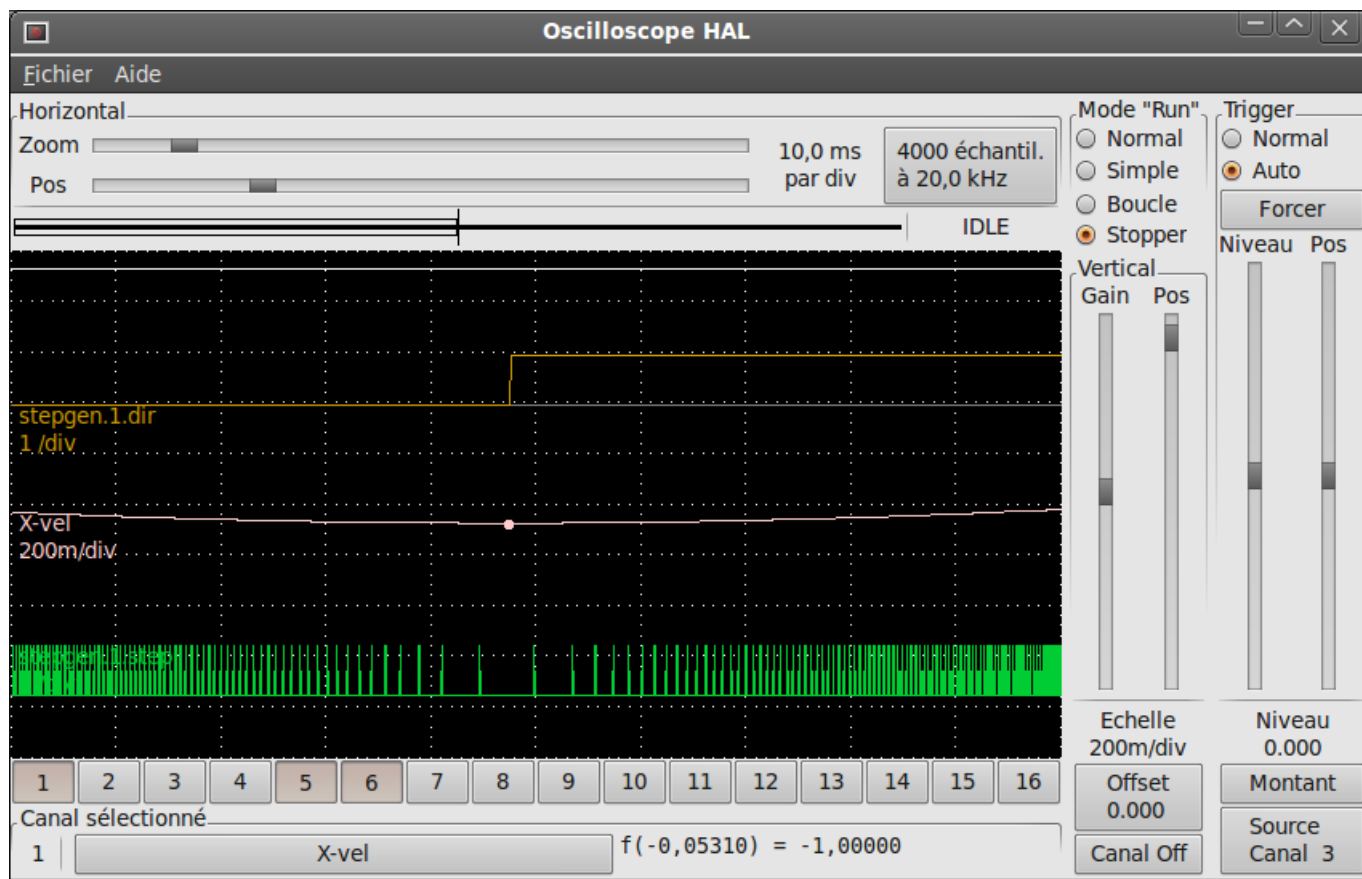 Oscilloscope HAL
Fichier Aide
Horizontal
Zoom
10,0 ms
par div
4000 échantil.
à 20,0 kHz
Pos
IDLE
Mode "Run"
Normal
Simple
Boucle
Stopper
Trigger
Normal
Auto
Forcer
Niveau Pos
Vertical
Gain Pos
stepgen.1.dir
1 /div
X-vel
200m/div
stepgen.1.step
Echelle
200m/div
Offset
0.000
Canal Off
Niveau
0.000
Montant
Source
Canal 3
1 2 3 4 5 6 7 8 9 10 11 12 13 14 15 16
Canal sélectionné
1 X-vel f(-0,05310) = -1,00000